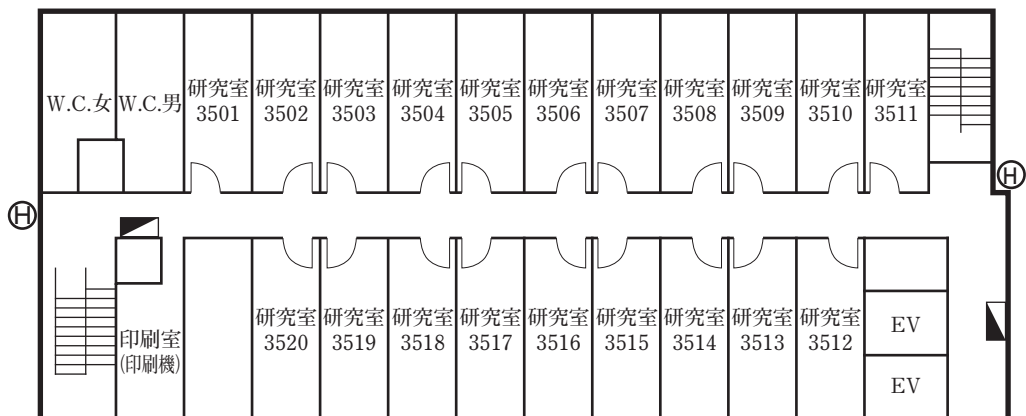 W.C.女
W.C.男
研究室
3501
研究室
3502
研究室
3503
研究室
3504
研究室
3505
研究室
3506
研究室
3507
研究室
3508
研究室
3509
研究室
3510
研究室
3511
H
H
印刷室
(印刷機)
研究室
3520
研究室
3519
研究室
3518
研究室
3517
研究室
3516
研究室
3515
研究室
3514
研究室
3513
研究室
3512
EV
EV